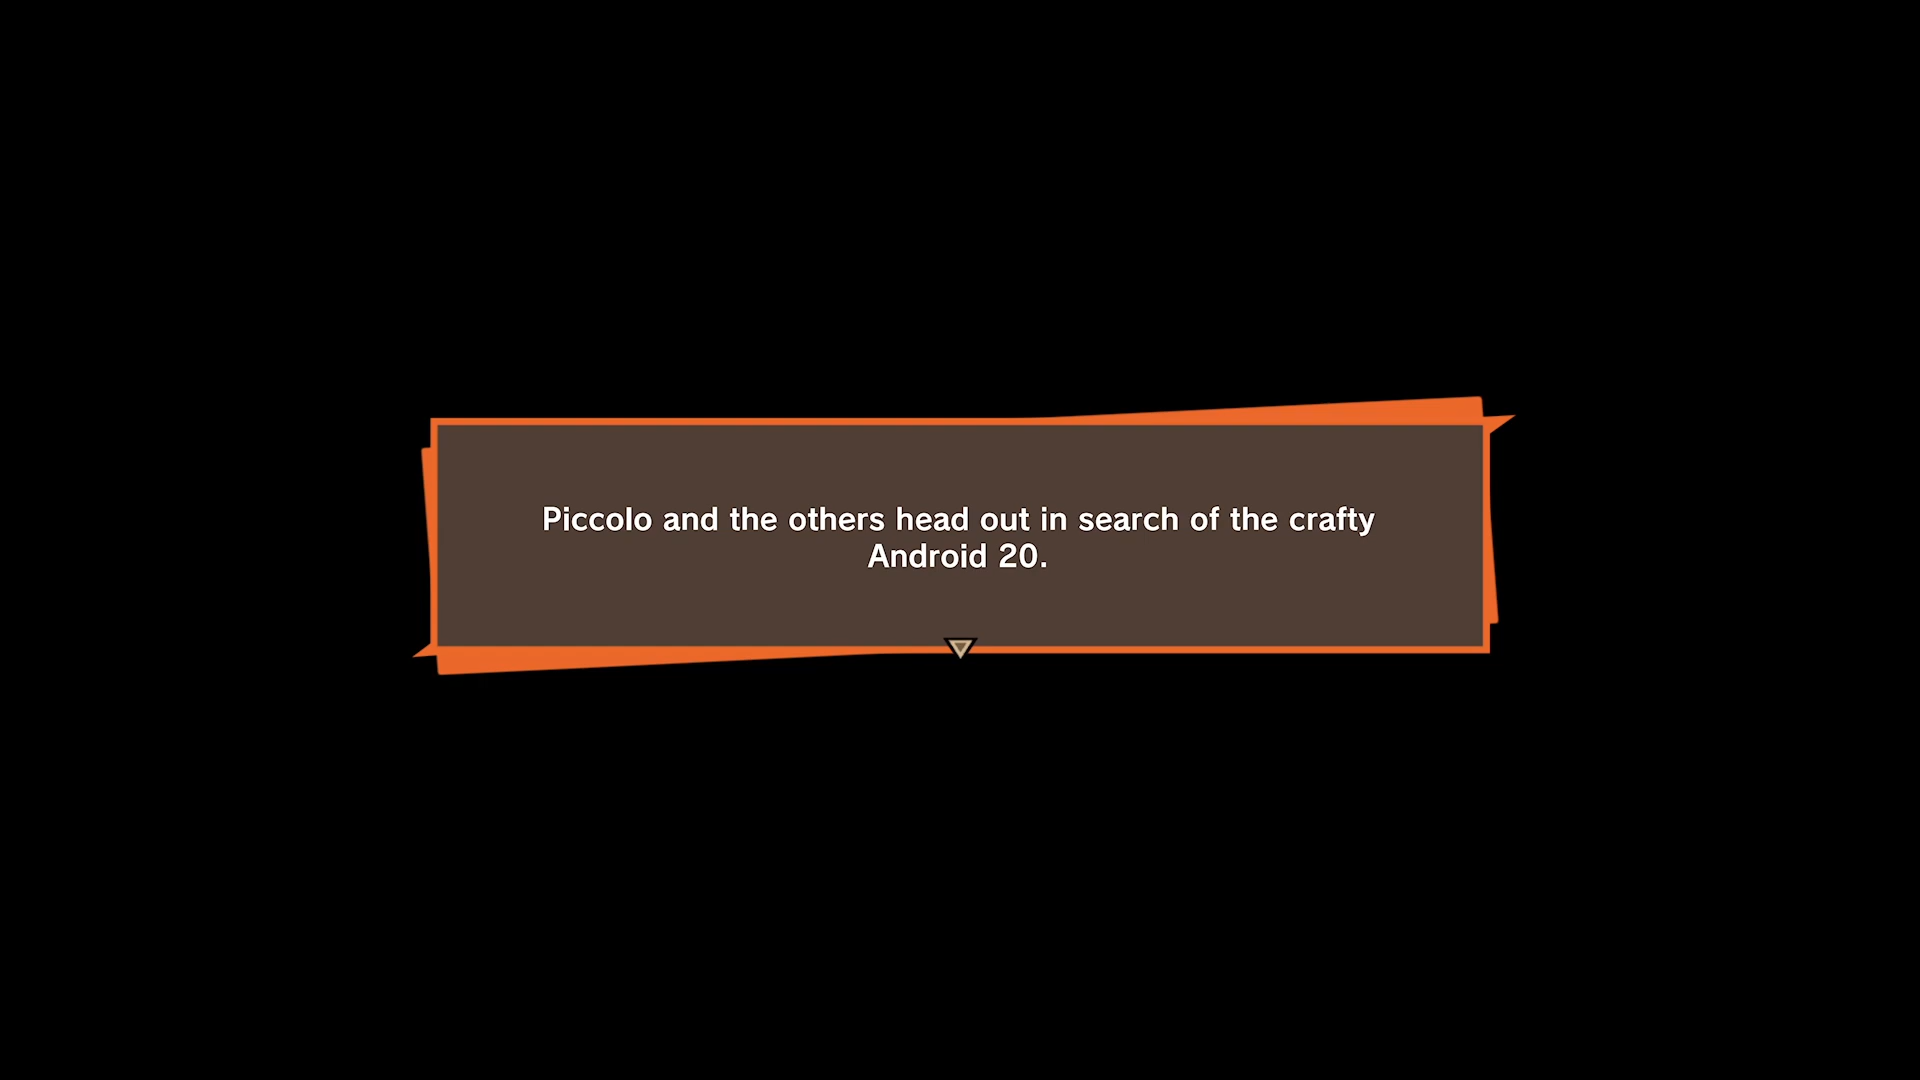 Piccolo and the others head out in search of the crafty
Android 20.